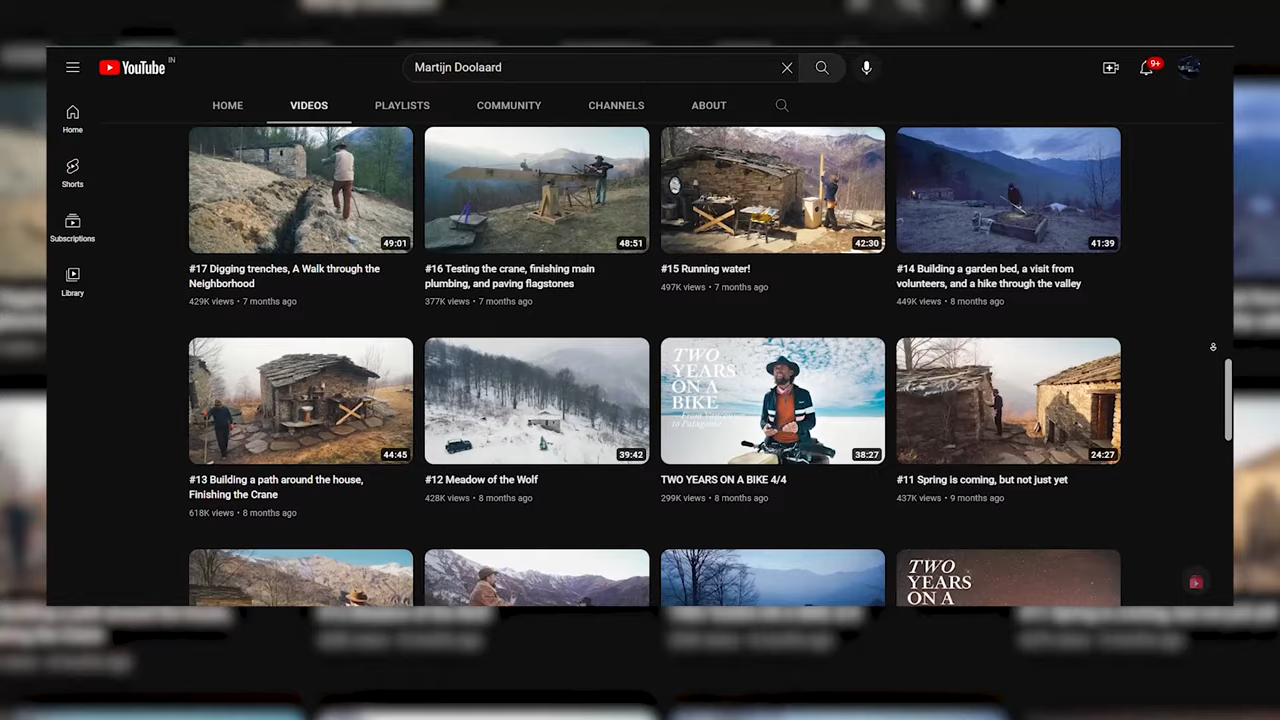 YouTube IN
Martijn Doolaard
9+
HOME VIDEOS PLAYLISTS COMMUNITY CHANNELS ABOUT
Home
Shorts
Subscriptions
Library
49:01
48:51
42:30
41:39
#17 Digging trenches, A Walk through the
Neighborhood
429K views • 7 months ago
#16 Testing the crane, finishing main
plumbing, and paving flagstones
377K views • 7 months ago
#15 Running water!
497K views • 7 months ago
#14 Building a garden bed, a visit from
volunteers, and a hike through the valley
449K views • 8 months ago
44:45
39:42
TWO
YEARS
ON A
BIKE
38:27
24:27
#13 Building a path around the house,
Finishing the Crane
618K views • 8 months ago
#12 Meadow of the Wolf
428K views • 8 months ago
TWO YEARS ON A BIKE 4/4
299K views • 8 months ago
#11 Spring is coming, but not just yet
437K views • 9 months ago
TWO
YEARS
ON A